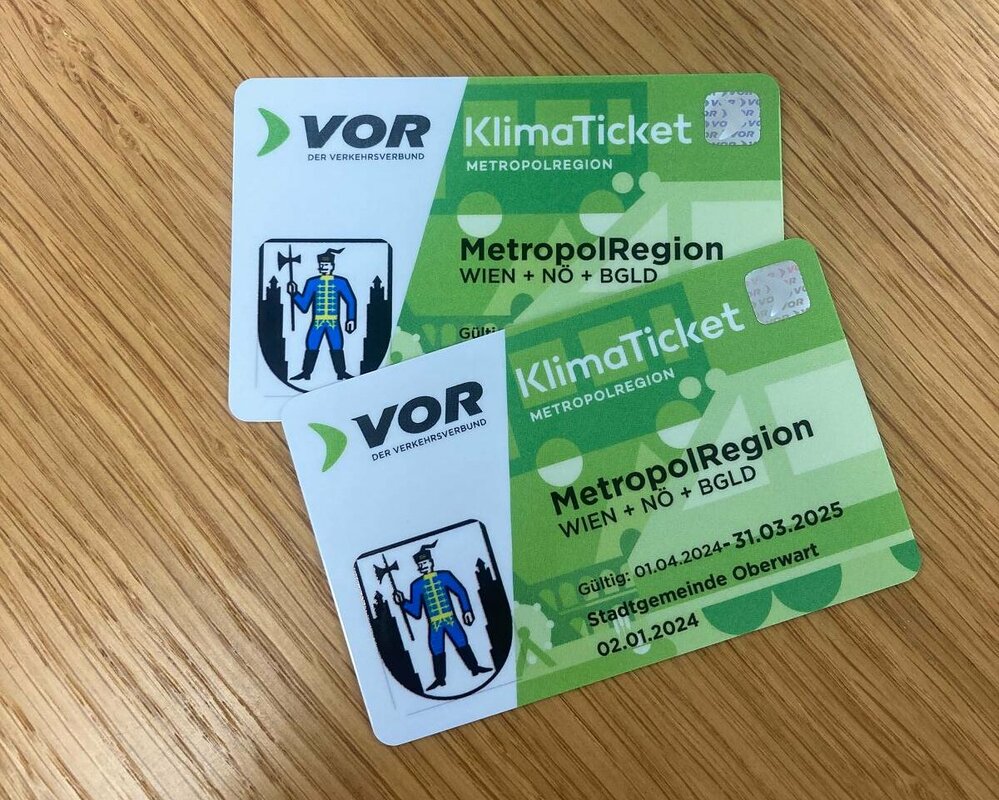 VOR
DER VERKEHRSVERBUND
KlimaTicket
METROPOLREGION
MetropolRegion
WIEN + NÖ + BGLD
VOR
DER VERKEHRSVERBUND
KlimaTicket
METROPOLREGION
VOR
MetropolRegion
WIEN + NÖ + BGLD
Gültig: 01.04.2024-31.03.2025
Stadtgemeinde Oberwart
02.01.2024